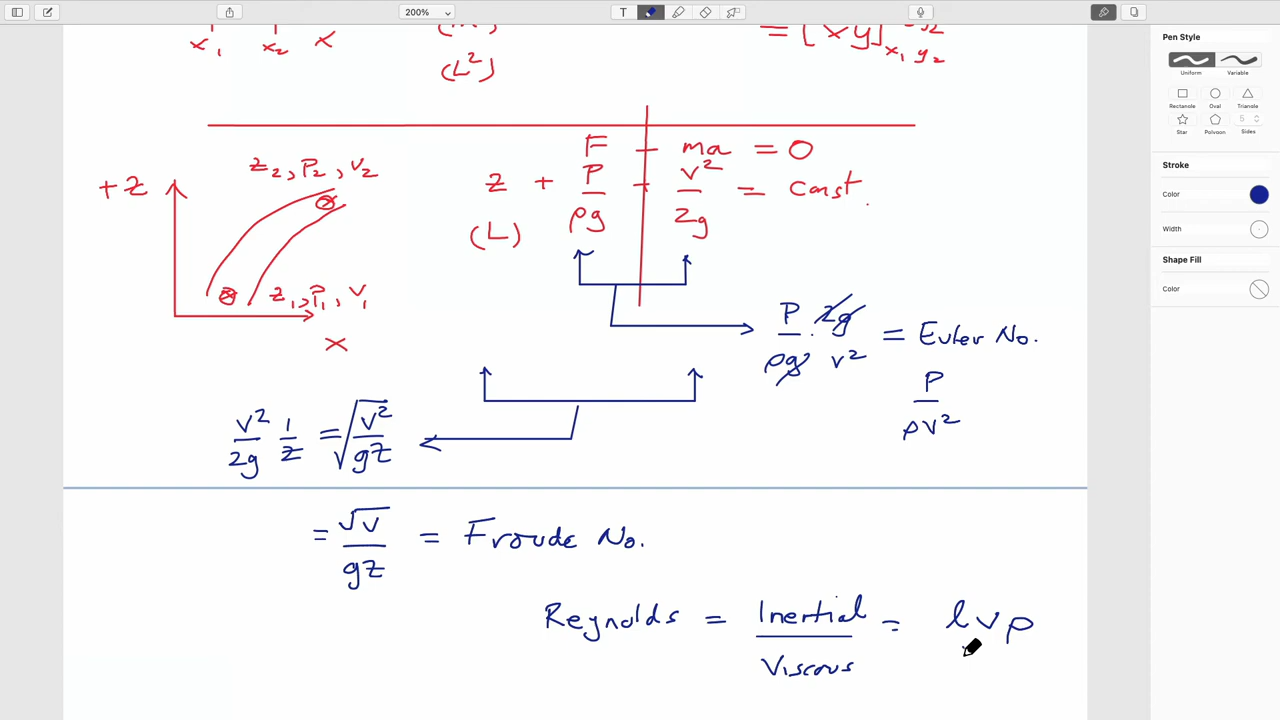 200%
T
x₁ x₂ x
(L²)
= [xy]x₁ y₂
F - ma = 0
z + P/ρg + v²/2g = Const.
(L)
+z
z₂, P₂, v₂
z₁, P₁, v₁
x
P/ρg · 2g/v² = Euler No.
P/ρv²
v²/2g 1/z = √v²/gz
= √v/gz = Froude No.
Reynolds = Inertial/Viscous = lvρ
Pen Style
Uniform Variable
Rectangle Oval Triangle
5
Star Polygon Sides
Stroke
Color
Width
Shape Fill
Color